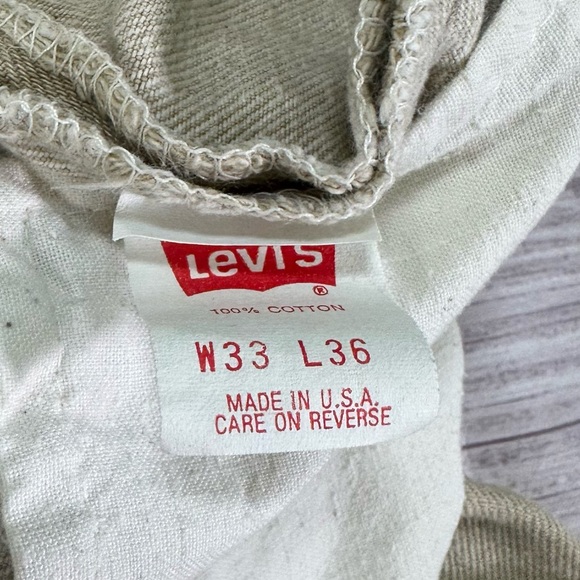 Levi's
®
100% COTTON
W33 L36
MADE IN U.S.A.
CARE ON REVERSE